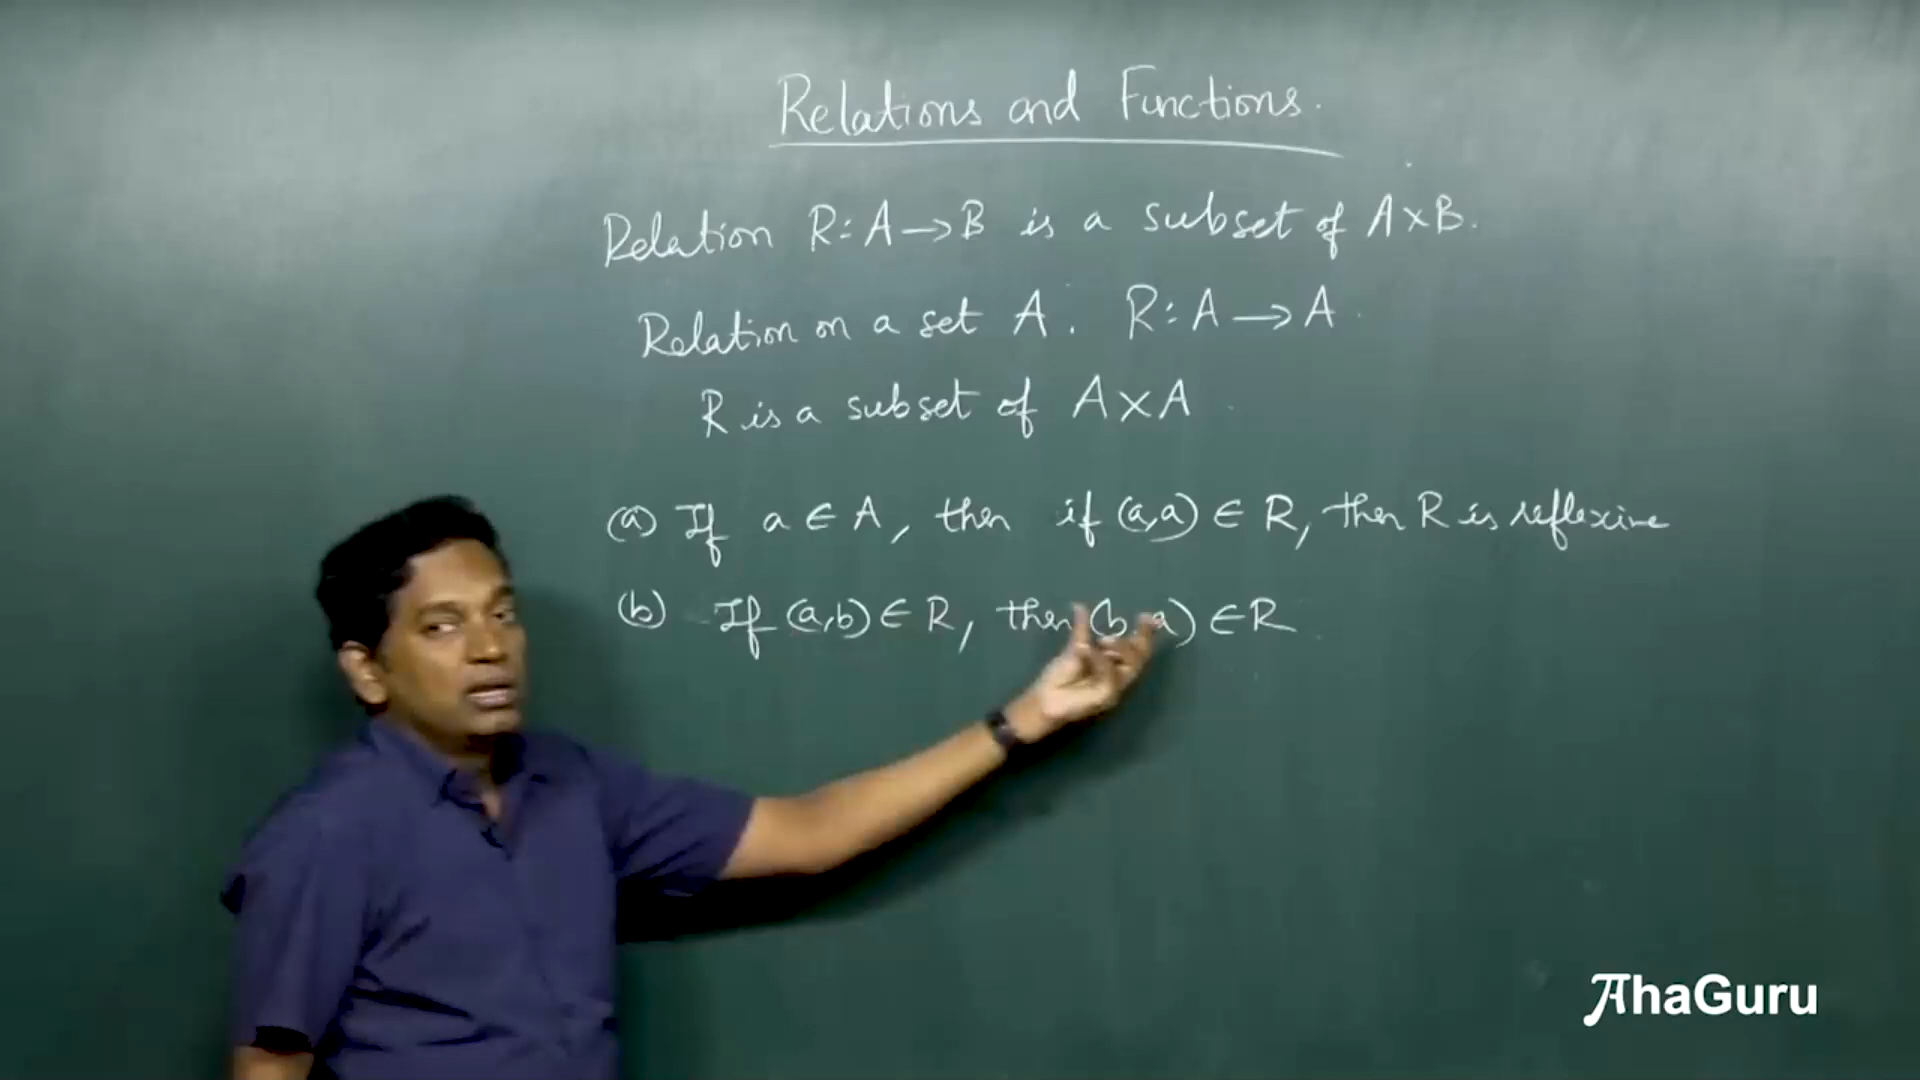 Relations and Functions.
Relation R: A → B is a subset of A × B.
Relation on a set A. R: A → A
R is a subset of A × A
(a) If a ∈ A, then if (a,a) ∈ R, then R is reflexive
(b) If (a,b) ∈ R, then (b,a) ∈ R
AhaGuru